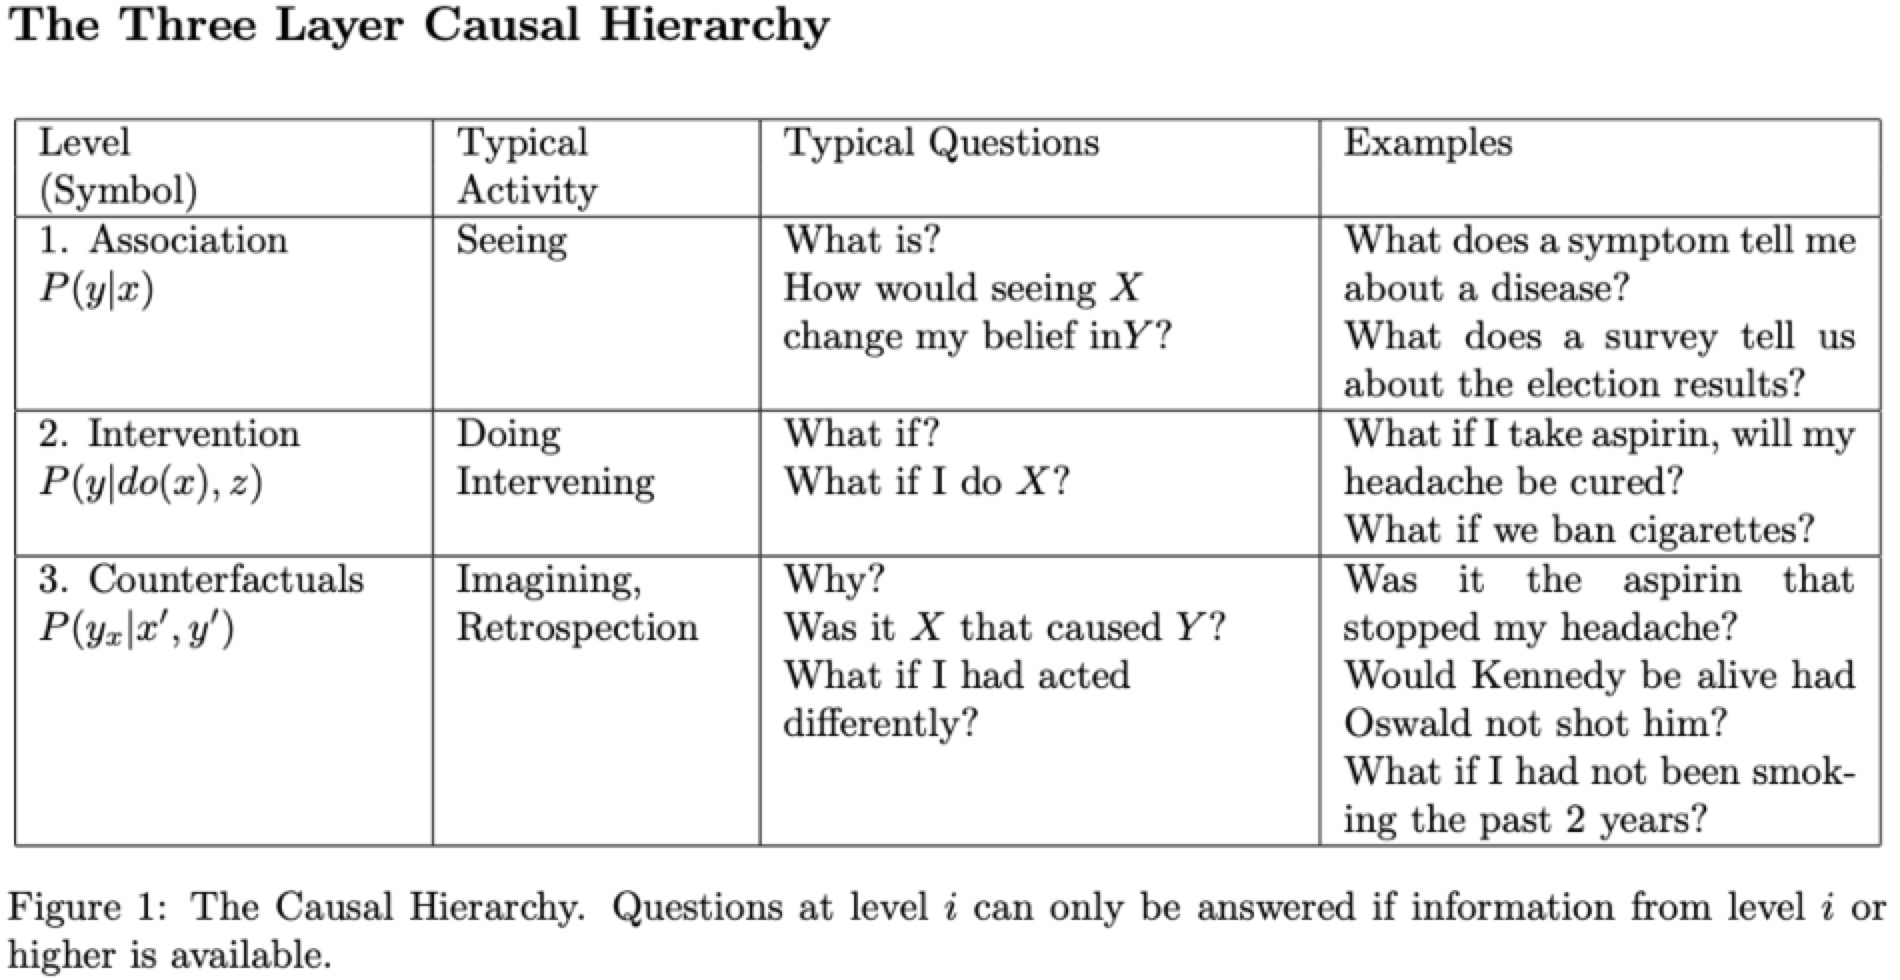 The Three Layer Causal Hierarchy
Level
(Symbol)
Typical
Activity
Typical Questions
Examples
1. Association
P(y|x)
Seeing
What is?
How would seeing X
change my belief inY?
What does a symptom tell me
about a disease?
What does a survey tell us
about the election results?
2. Intervention
P(y|do(x), z)
Doing
Intervening
What if?
What if I do X?
What if I take aspirin, will my
headache be cured?
What if we ban cigarettes?
3. Counterfactuals
P(yₓ|x′, y′)
Imagining,
Retrospection
Why?
Was it X that caused Y?
What if I had acted
differently?
Was it the aspirin that
stopped my headache?
Would Kennedy be alive had
Oswald not shot him?
What if I had not been smok-
ing the past 2 years?
Figure 1: The Causal Hierarchy. Questions at level i can only be answered if information from level i or
higher is available.